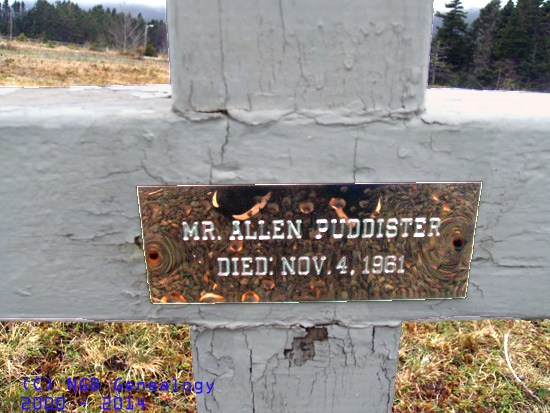 MR. ALLEN PUDDISTER
DIED: NOV. 4, 1961
(C) NGB Genealogy
2000 - 2014